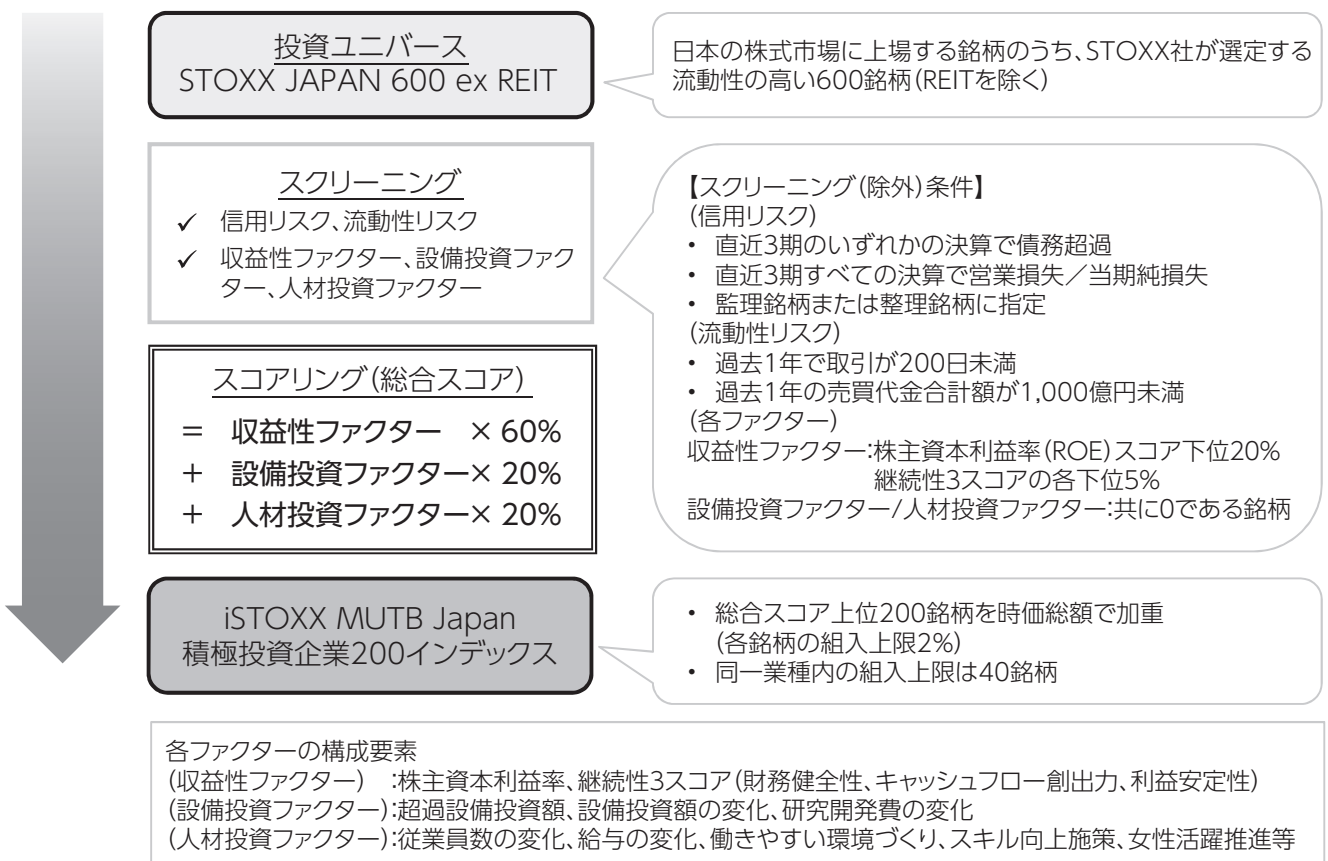 投資ユニバース
STOXX JAPAN 600 ex REIT
日本の株式市場に上場する銘柄のうち、STOXX社が選定する
流動性の高い600銘柄(REITを除く)
スクリーニング
✓ 信用リスク、流動性リスク
✓ 収益性ファクター、設備投資ファク
ター、人材投資ファクター
【スクリーニング(除外)条件】
(信用リスク)
・ 直近3期のいずれかの決算で債務超過
・ 直近3期すべての決算で営業損失／当期純損失
・ 監理銘柄または整理銘柄に指定
(流動性リスク)
・ 過去1年で取引が200日未満
・ 過去1年の売買代金合計額が1,000億円未満
(各ファクター)
収益性ファクター:株主資本利益率(ROE)スコア下位20%
継続性3スコアの各下位5%
設備投資ファクター/人材投資ファクター:共に0である銘柄
スコアリング(総合スコア)
＝ 収益性ファクター × 60%
＋ 設備投資ファクター× 20%
＋ 人材投資ファクター× 20%
iSTOXX MUTB Japan
積極投資企業200インデックス
・ 総合スコア上位200銘柄を時価総額で加重
(各銘柄の組入上限2%)
・ 同一業種内の組入上限は40銘柄
各ファクターの構成要素
(収益性ファクター) :株主資本利益率、継続性3スコア(財務健全性、キャッシュフロー創出力、利益安定性)
(設備投資ファクター):超過設備投資額、設備投資額の変化、研究開発費の変化
(人材投資ファクター):従業員数の変化、給与の変化、働きやすい環境づくり、スキル向上施策、女性活躍推進等